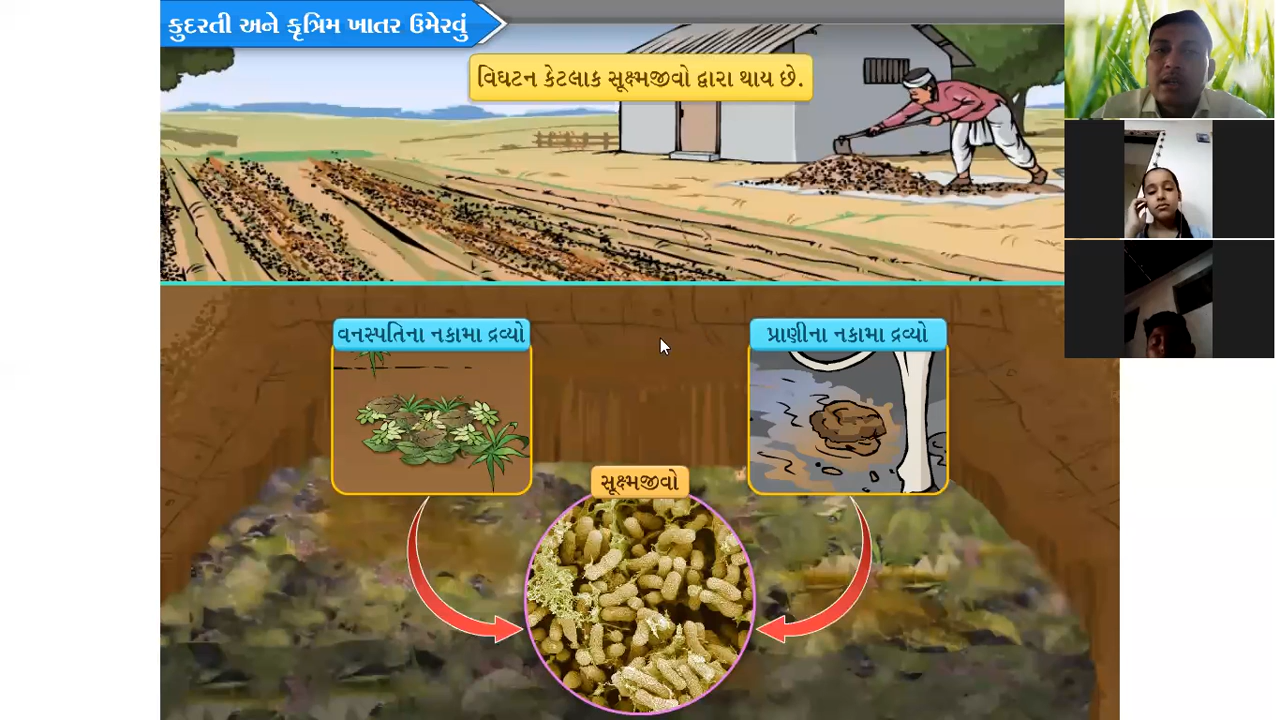 કુદરતી અને કૃત્રિમ ખાતર ઉમેરવું
વિઘટન કેટલાક સૂક્ષ્મજીવો દ્વારા થાય છે.
વનસ્પતિના નકામા દ્રવ્યો
પ્રાણીના નકામા દ્રવ્યો
સૂક્ષ્મજીવો